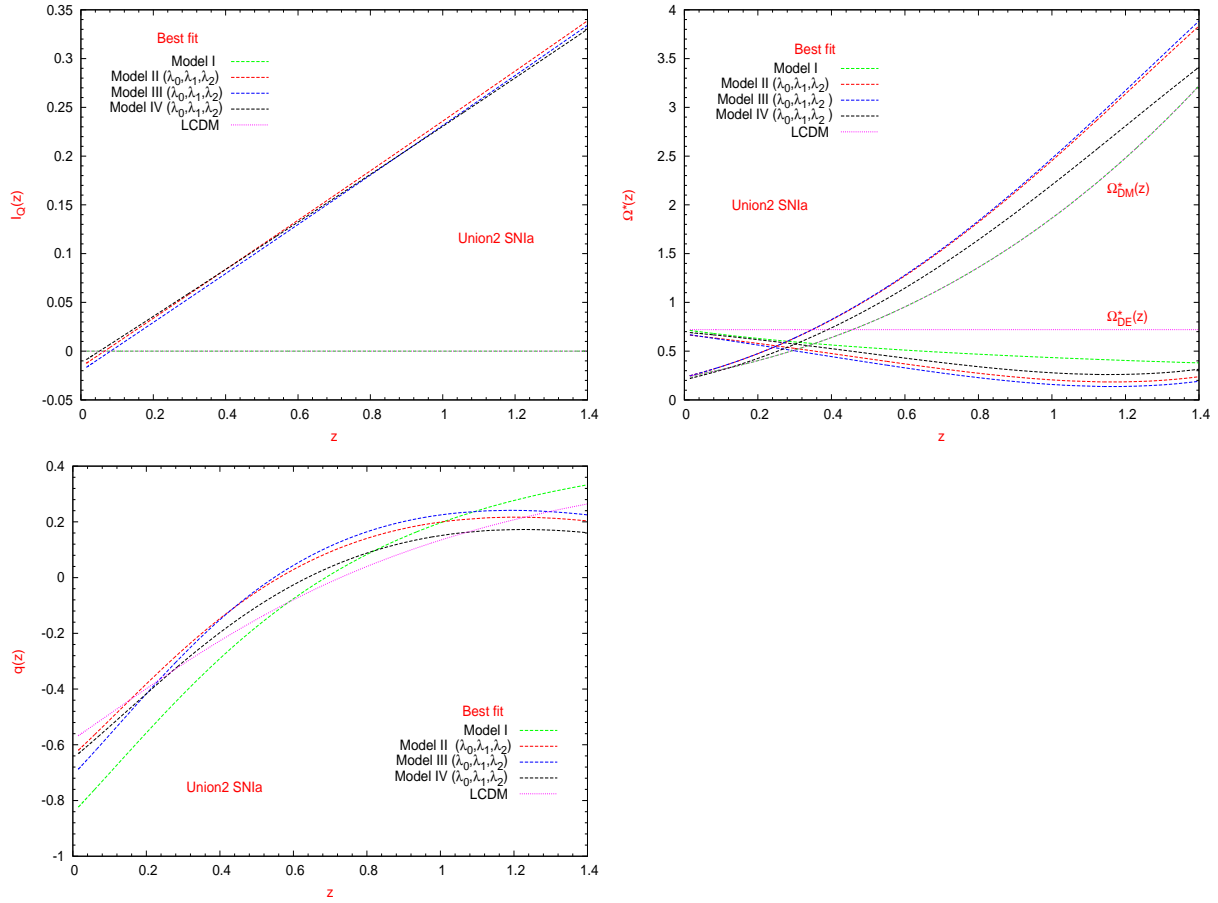 0.35
0.3
0.25
0.2
0.15
0.1
0.05
0
-0.05
I_Q(z)
Best fit
Model I
Model II (λ₀,λ₁,λ₂)
Model III (λ₀,λ₁,λ₂)
Model IV (λ₀,λ₁,λ₂)
LCDM
Union2 SNIa
0 0.2 0.4 0.6 0.8 1 1.2 1.4
z
4
3.5
3
2.5
2
1.5
1
0.5
0
Ω*(z)
Best fit
Model I
Model II (λ₀,λ₁,λ₂)
Model III (λ₀,λ₁,λ₂ )
Model IV (λ₀,λ₁,λ₂ )
LCDM
Union2 SNIa
Ω*_DM(z)
Ω*_DE(z)
0 0.2 0.4 0.6 0.8 1 1.2 1.4
z
0.4
0.2
0
-0.2
-0.4
-0.6
-0.8
-1
q(z)
Best fit
Model I
Model II (λ₀,λ₁,λ₂)
Model III (λ₀,λ₁,λ₂)
Model IV (λ₀,λ₁,λ₂)
LCDM
Union2 SNIa
0 0.2 0.4 0.6 0.8 1 1.2 1.4
z